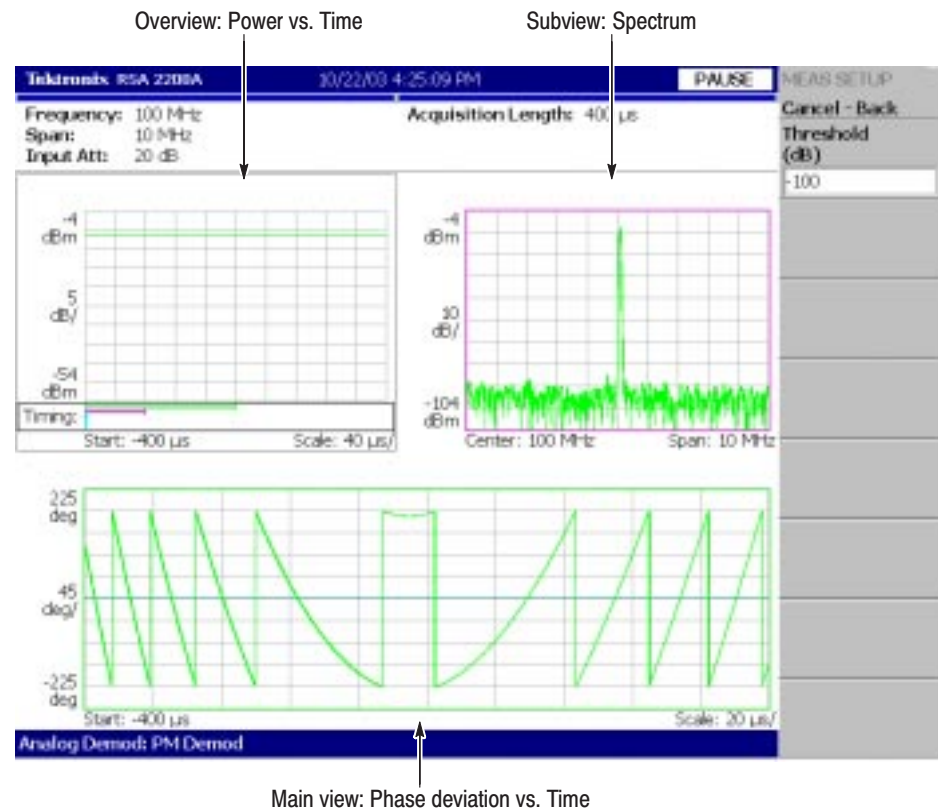 Overview: Power vs. Time
Subview: Spectrum
Tektronix RSA 2208A 10/22/03 4:25:09 PM PAUSE
MEAS SETUP
Frequency: 100 MHz
Acquisition Length: 400 µs
Span: 10 MHz
Input Att: 20 dB
Cancel - Back
Threshold
(dB)
-100
-4
dBm
5
dB/
-54
dBm
Timing:
Start: -400 µs
Scale: 40 µs/
-4
dBm
10
dB/
-104
dBm
Center: 100 MHz
Span: 10 MHz
225
deg
45
deg/
-225
deg
Start: -400 µs
Scale: 20 µs/
Analog Demod: PM Demod
Main view: Phase deviation vs. Time